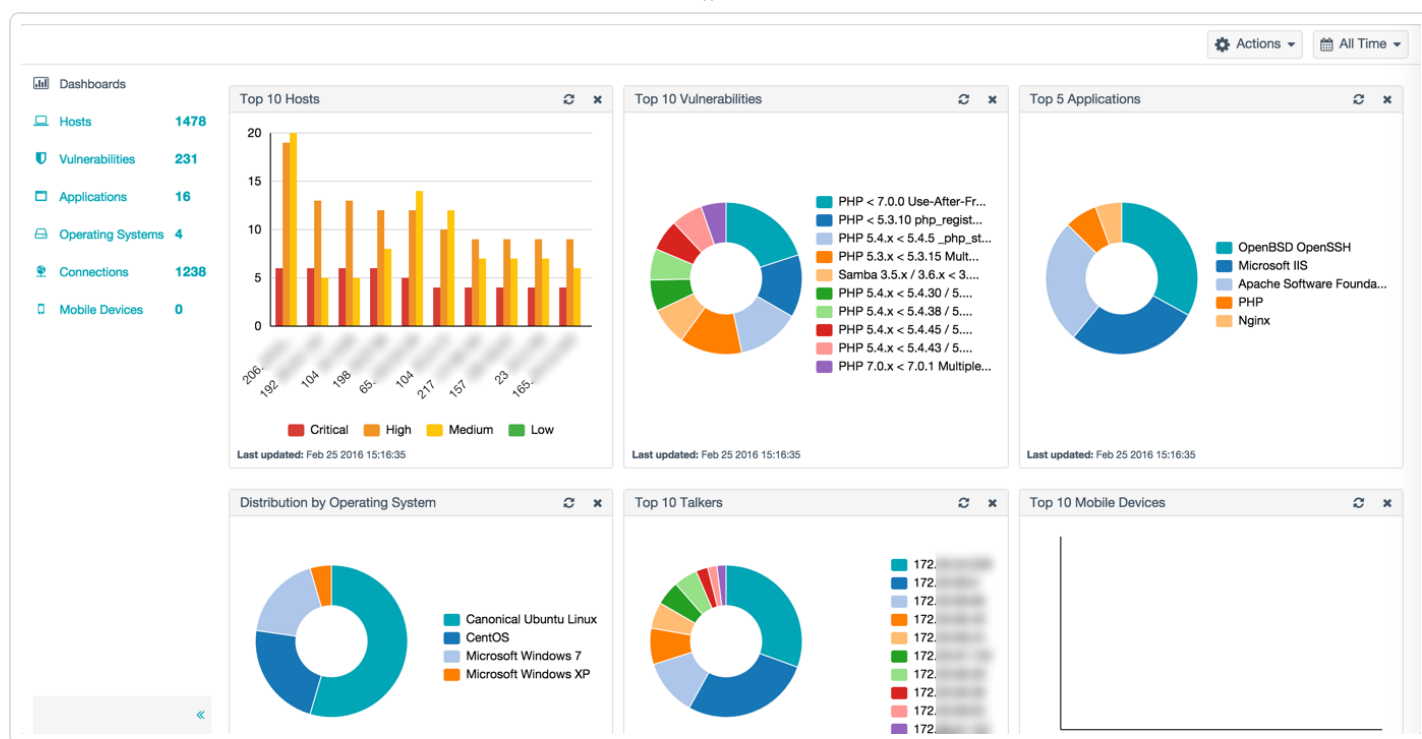 Actions
All Time
Dashboards
Hosts 1478
Vulnerabilities 231
Applications 16
Operating Systems 4
Connections 1238
Mobile Devices 0
«
Top 10 Hosts
20
15
10
5
0
206.
192
104
198
65.
104
217
157
23
165.
Critical High Medium Low
Last updated: Feb 25 2016 15:16:35
Top 10 Vulnerabilities
PHP < 7.0.0 Use-After-Fr...
PHP < 5.3.10 php_regist...
PHP 5.4.x < 5.4.5 _php_st...
PHP 5.3.x < 5.3.15 Mult...
Samba 3.5.x / 3.6.x < 3....
PHP 5.4.x < 5.4.30 / 5....
PHP 5.4.x < 5.4.38 / 5....
PHP 5.4.x < 5.4.45 / 5....
PHP 5.4.x < 5.4.43 / 5....
PHP 7.0.x < 7.0.1 Multiple...
Last updated: Feb 25 2016 15:16:35
Top 5 Applications
OpenBSD OpenSSH
Microsoft IIS
Apache Software Founda...
PHP
Nginx
Last updated: Feb 25 2016 15:16:35
Distribution by Operating System
Canonical Ubuntu Linux
CentOS
Microsoft Windows 7
Microsoft Windows XP
Top 10 Talkers
172.
172.
172.
172.
172.
172.
172.
172.
172.
172.
Top 10 Mobile Devices